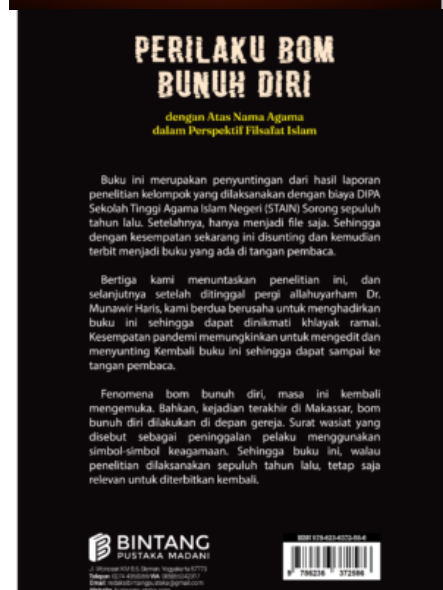 PERILAKU BOM
BUNUH DIRI
dengan Atas Nama Agama
dalam Perspektif Filsafat Islam
Buku ini merupakan penyuntingan dari hasil laporan
penelitian kelompok yang dilaksanakan dengan biaya DIPA
Sekolah Tinggi Agama Islam Negeri (STAIN) Sorong sepuluh
tahun lalu. Setelahnya, hanya menjadi file saja. Sehingga
dengan kesempatan sekarang ini disunting dan kemudian
terbit menjadi buku yang ada di tangan pembaca.
Bertiga kami menuntaskan penelitian ini, dan
selanjutnya setelah ditinggal pergi allahuyarham Dr.
Munawir Haris, kami berdua berusaha untuk menghadirkan
buku ini sehingga dapat dinikmati khlayak ramai.
Kesempatan pandemi memungkinkan untuk mengedit dan
menyunting Kembali buku ini sehingga dapat sampai ke
tangan pembaca.
Fenomena bom bunuh diri, masa ini kembali
mengemuka. Bahkan, kejadian terakhir di Makassar, bom
bunuh diri dilakukan di depan gereja. Surat wasiat yang
disebut sebagai peninggalan pelaku menggunakan
simbol-simbol keagamaan. Sehingga buku ini, walau
penelitian dilaksanakan sepuluh tahun lalu, tetap saja
relevan untuk diterbitkan kembali.
BINTANG
PUSTAKA MADANI